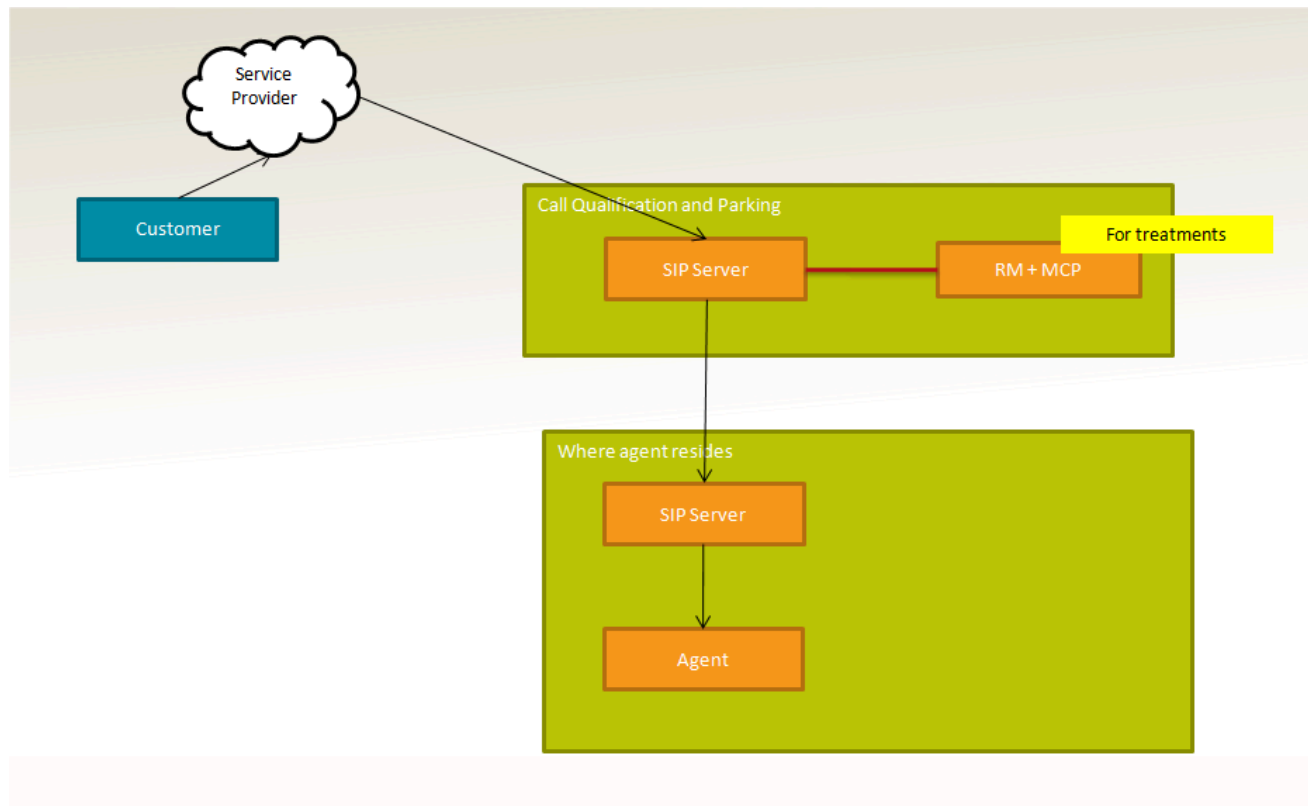 Service
Provider
Customer
Call Qualification and Parking
For treatments
SIP Server
RM + MCP
Where agent resides
SIP Server
Agent